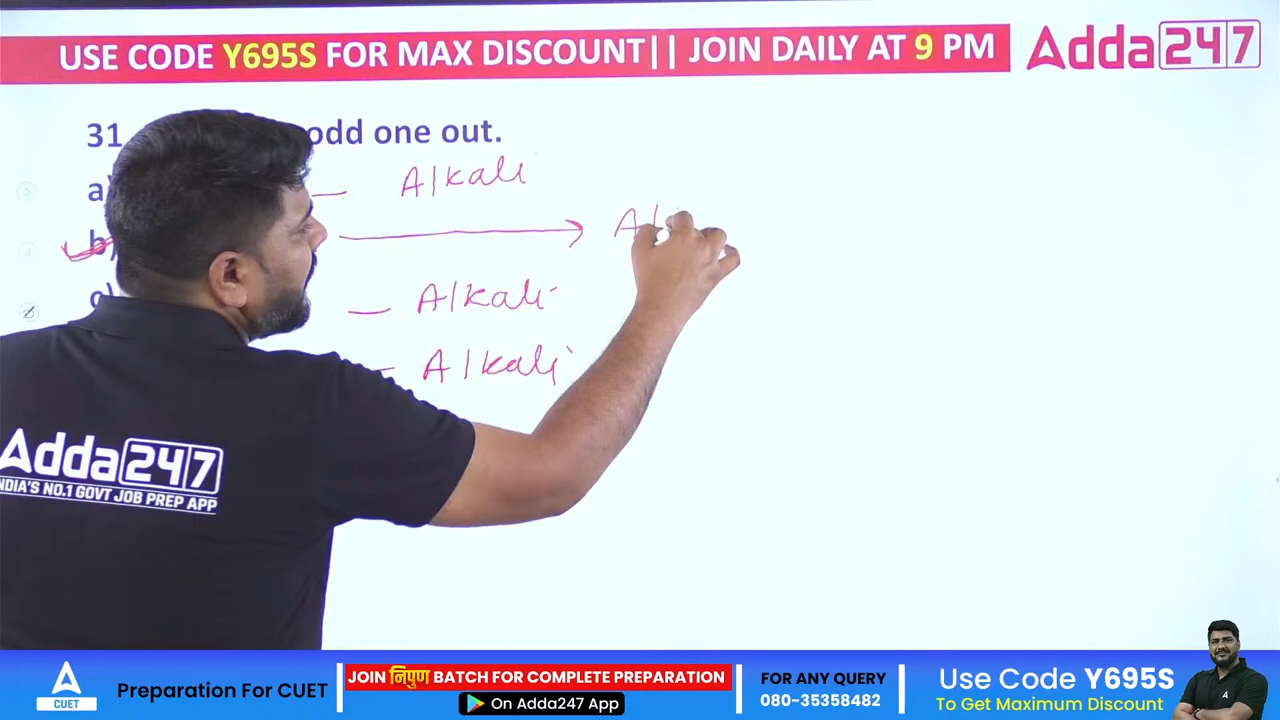 USE CODE Y695S FOR MAX DISCOUNT|| JOIN DAILY AT 9 PM
Adda247
31
odd one out.
a)
Alkali
b)
c)
Alkali
Alkali
Adda247
INDIA'S NO.1 GOVT JOB PREP APP
CUET
Preparation For CUET
JOIN निपुण BATCH FOR COMPLETE PREPARATION
On Adda247 App
FOR ANY QUERY
080-35358482
Use Code Y695S
To Get Maximum Discount